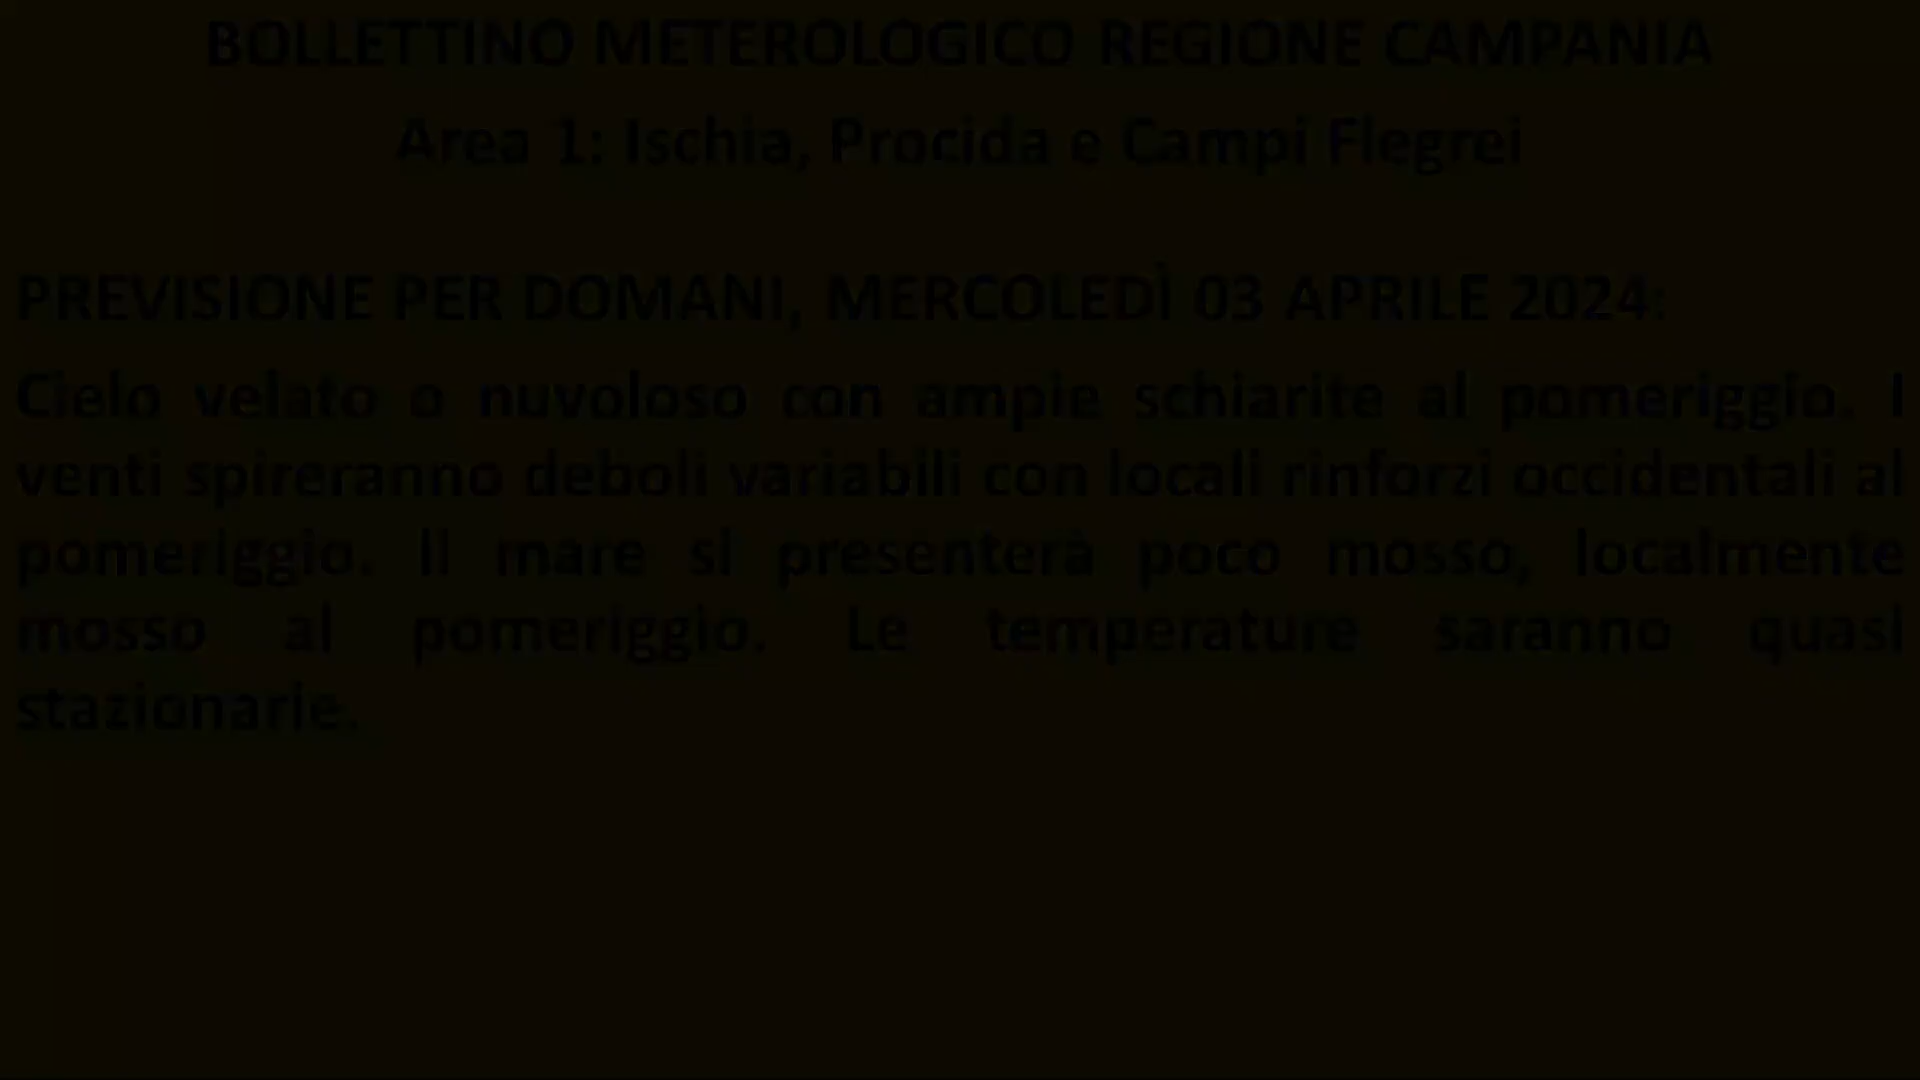 BOLLETTINO METEROLOGICO REGIONE CAMPANIA
Area 1: Ischia, Procida e Campi Flegrei
PREVISIONE PER DOMANI, MERCOLEDÌ 03 APRILE 2024:
Cielo velato o nuvoloso con ampie schiarite al pomeriggio. I
venti spireranno deboli variabili con locali rinforzi occidentali al
pomeriggio. Il mare si presenterà poco mosso, localmente
mosso al pomeriggio. Le temperature saranno quasi
stazionarie.